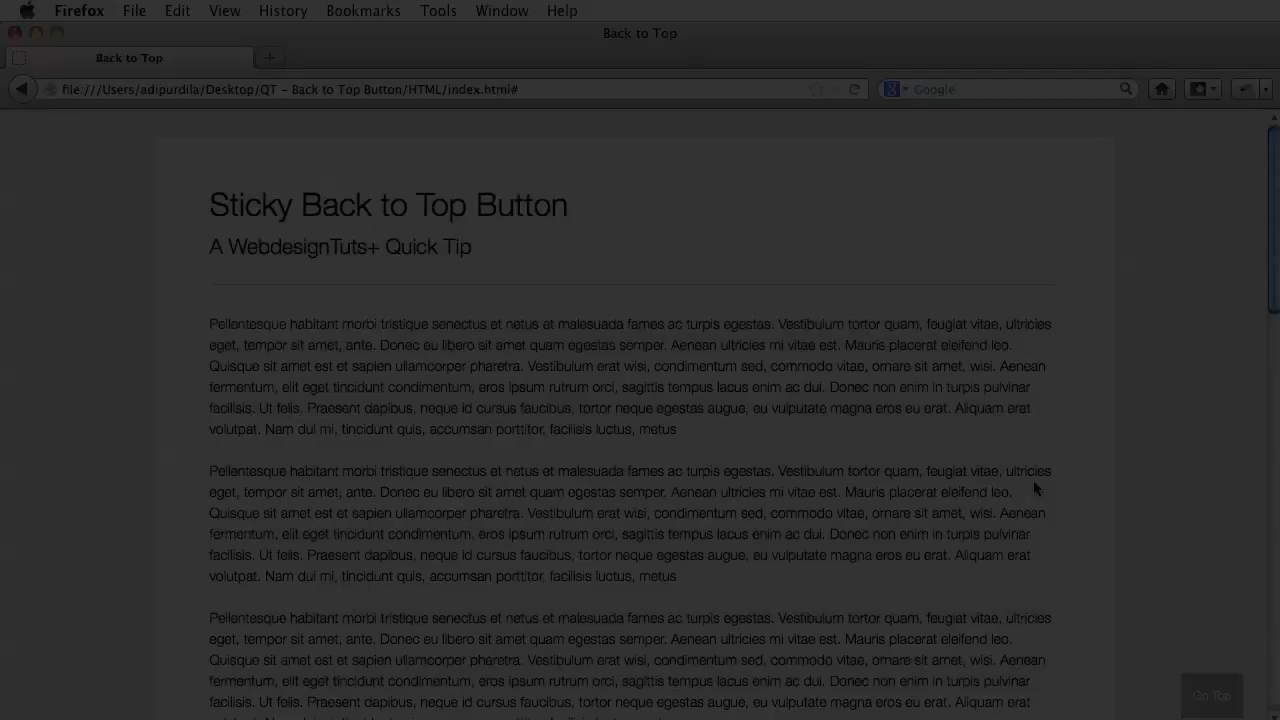 Firefox File Edit View History Bookmarks Tools Window Help
Back to Top
Back to Top
file:///Users/adipurdila/Desktop/QT – Back to Top Button/HTML/index.html#
Google
Sticky Back to Top Button
A WebdesignTuts+ Quick Tip
Pellentesque habitant morbi tristique senectus et netus et malesuada fames ac turpis egestas. Vestibulum tortor quam, feugiat vitae, ultricies
eget, tempor sit amet, ante. Donec eu libero sit amet quam egestas semper. Aenean ultricies mi vitae est. Mauris placerat eleifend leo.
Quisque sit amet est et sapien ullamcorper pharetra. Vestibulum erat wisi, condimentum sed, commodo vitae, ornare sit amet, wisi. Aenean
fermentum, elit eget tincidunt condimentum, eros ipsum rutrum orci, sagittis tempus lacus enim ac dui. Donec non enim in turpis pulvinar
facilisis. Ut felis. Praesent dapibus, neque id cursus faucibus, tortor neque egestas augue, eu vulputate magna eros eu erat. Aliquam erat
volutpat. Nam dui mi, tincidunt quis, accumsan porttitor, facilisis luctus, metus
Pellentesque habitant morbi tristique senectus et netus et malesuada fames ac turpis egestas. Vestibulum tortor quam, feugiat vitae, ultricies
eget, tempor sit amet, ante. Donec eu libero sit amet quam egestas semper. Aenean ultricies mi vitae est. Mauris placerat eleifend leo.
Quisque sit amet est et sapien ullamcorper pharetra. Vestibulum erat wisi, condimentum sed, commodo vitae, ornare sit amet, wisi. Aenean
fermentum, elit eget tincidunt condimentum, eros ipsum rutrum orci, sagittis tempus lacus enim ac dui. Donec non enim in turpis pulvinar
facilisis. Ut felis. Praesent dapibus, neque id cursus faucibus, tortor neque egestas augue, eu vulputate magna eros eu erat. Aliquam erat
volutpat. Nam dui mi, tincidunt quis, accumsan porttitor, facilisis luctus, metus
Pellentesque habitant morbi tristique senectus et netus et malesuada fames ac turpis egestas. Vestibulum tortor quam, feugiat vitae, ultricies
eget, tempor sit amet, ante. Donec eu libero sit amet quam egestas semper. Aenean ultricies mi vitae est. Mauris placerat eleifend leo.
Quisque sit amet est et sapien ullamcorper pharetra. Vestibulum erat wisi, condimentum sed, commodo vitae, ornare sit amet, wisi. Aenean
fermentum, elit eget tincidunt condimentum, eros ipsum rutrum orci, sagittis tempus lacus enim ac dui. Donec non enim in turpis pulvinar
facilisis. Ut felis. Praesent dapibus, neque id cursus faucibus, tortor neque egestas augue, eu vulputate magna eros eu erat. Aliquam erat
Go Top